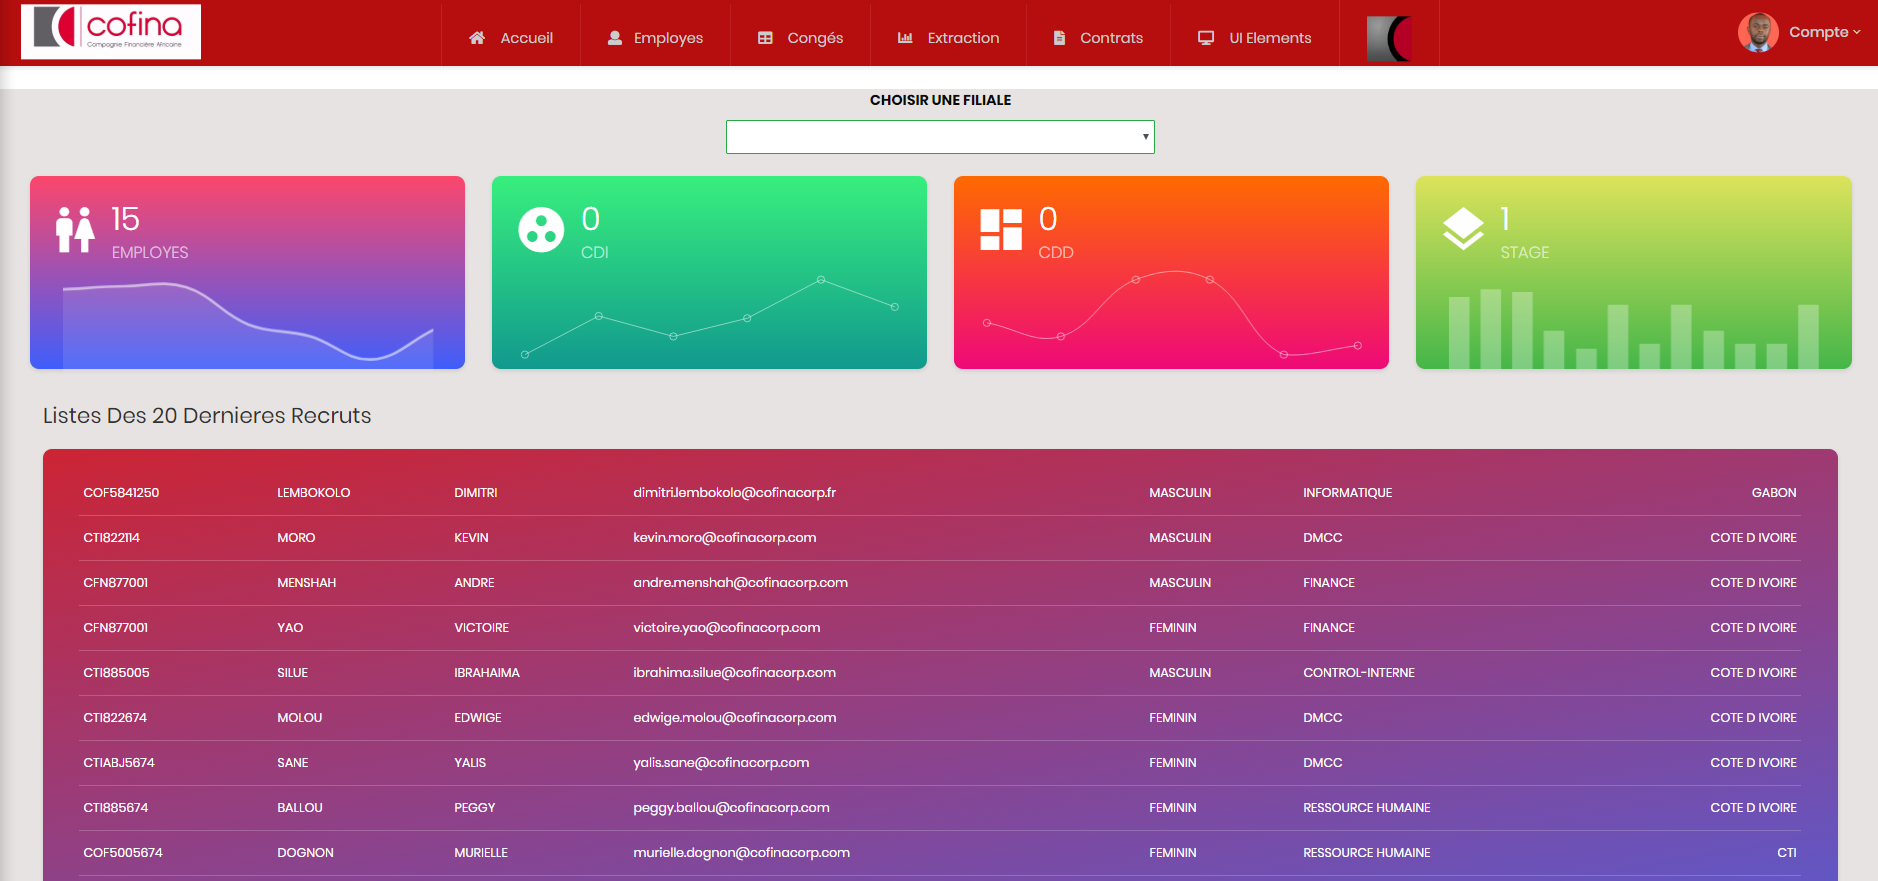 cofina
Compagnie Financière Africaine
Accueil
Employes
Congés
Extraction
Contrats
UI Elements
Compte
CHOISIR UNE FILIALE
15
EMPLOYES
0
CDI
0
CDD
1
STAGE
Listes Des 20 Dernieres Recruts
COF5841250 LEMBOKOLO DIMITRI dimitri.lembokolo@cofinacorp.fr MASCULIN INFORMATIQUE GABON
CTI822114 MORO KEVIN kevin.moro@cofinacorp.com MASCULIN DMCC COTE D IVOIRE
CFN877001 MENSHAH ANDRE andre.menshah@cofinacorp.com MASCULIN FINANCE COTE D IVOIRE
CFN877001 YAO VICTOIRE victoire.yao@cofinacorp.com FEMININ FINANCE COTE D IVOIRE
CTI885005 SILUE IBRAHAIMA ibrahima.silue@cofinacorp.com MASCULIN CONTROL-INTERNE COTE D IVOIRE
CTI822674 MOLOU EDWIGE edwige.molou@cofinacorp.com FEMININ DMCC COTE D IVOIRE
CTIABJ5674 SANE YALIS yalis.sane@cofinacorp.com FEMININ DMCC COTE D IVOIRE
CTI885674 BALLOU PEGGY peggy.ballou@cofinacorp.com FEMININ RESSOURCE HUMAINE COTE D IVOIRE
COF5005674 DOGNON MURIELLE murielle.dognon@cofinacorp.com FEMININ RESSOURCE HUMAINE CTI